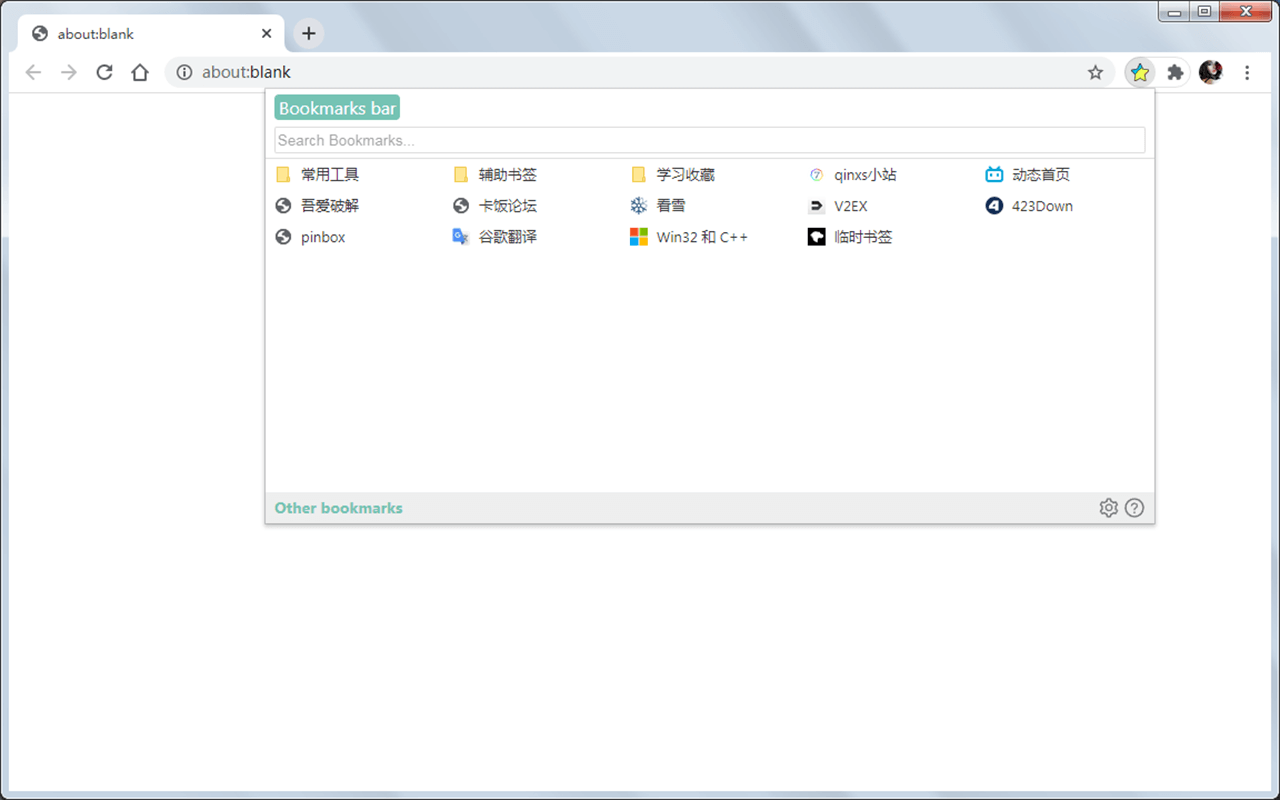 about:blank
about:blank
Bookmarks bar
Search Bookmarks...
常用工具 辅助书签 学习收藏 qinxs小站 动态首页
吾爱破解 卡饭论坛 看雪 V2EX 423Down
pinbox 谷歌翻译 Win32 和 C++ 临时书签
Other bookmarks